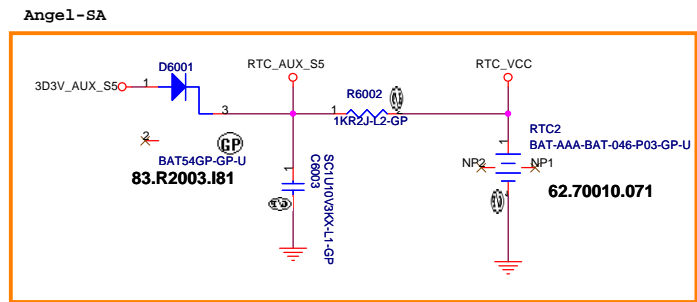 Angel-SA
D6001
RTC_AUX_S5
RTC_VCC
3D3V_AUX_S5
1
3
R6002
1
1KR2J-L2-GP
2
GP
BAT54GP-GP-U
83.R2003.I81
1
C6003
SC1U10V3KX-L1-GP
RTC2
BAT-AAA-BAT-046-P03-GP-U
1
NP2
NP1
62.70010.071